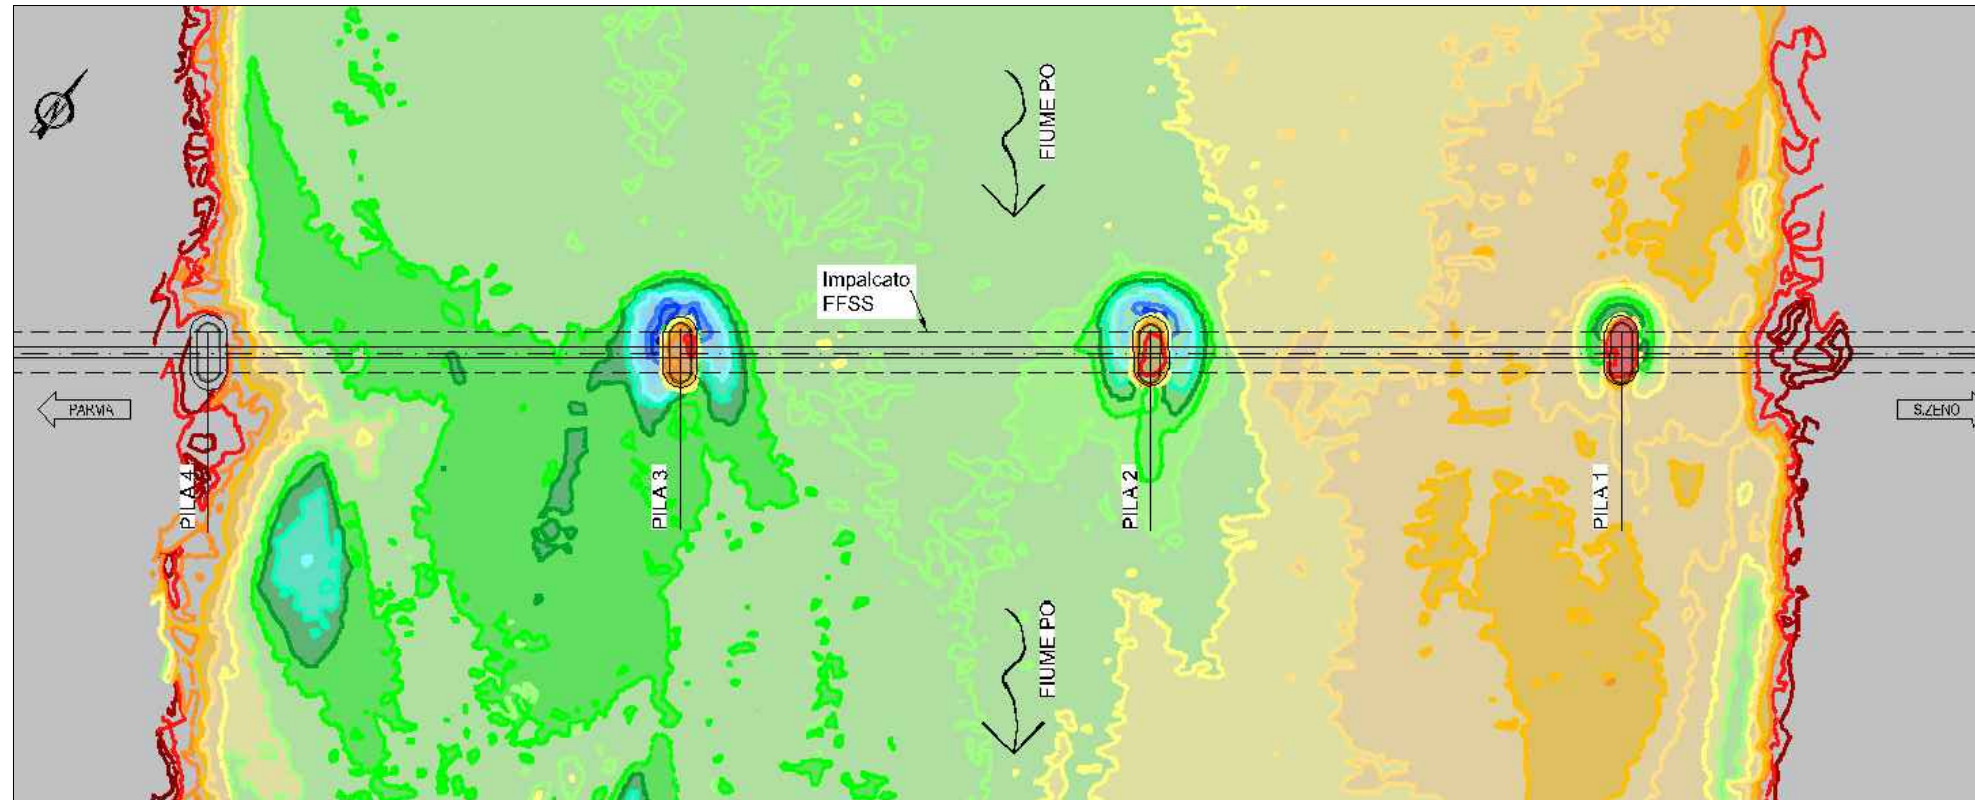 N
FIUME PO
Impalcato
FFSS
PARMA
S.ZENO
PILA 4
PILA 3
PILA 2
PILA 1
FIUME PO